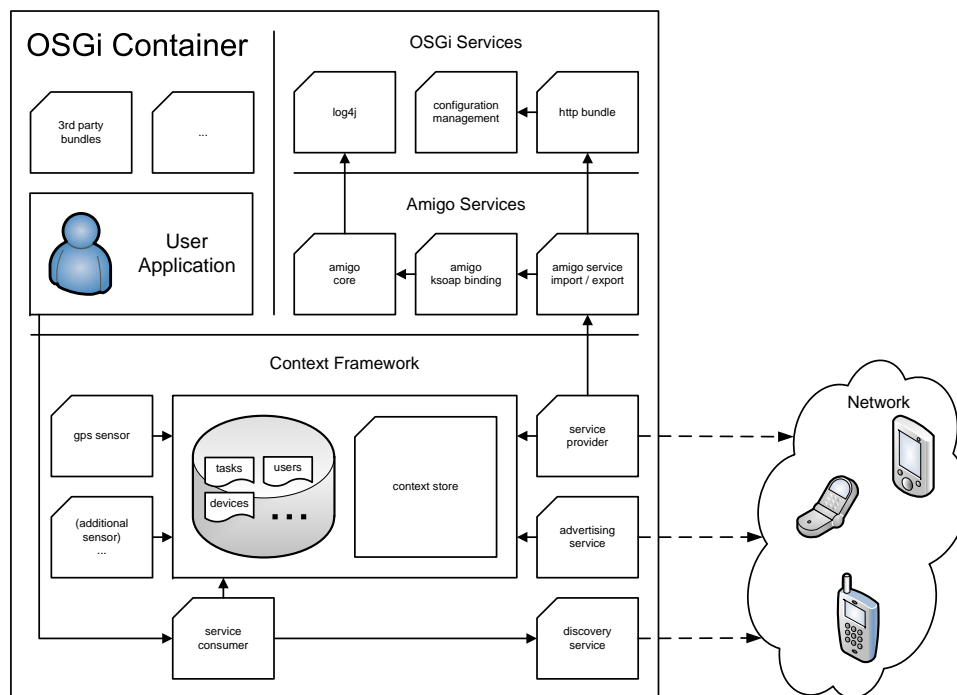 OSGi Container
OSGi Services
3rd party
bundles
...
log4j
configuration
management
http bundle
User
Application
Amigo Services
amigo
core
amigo
ksoap binding
amigo service
import / export
Context Framework
gps sensor
tasks
users
devices
...
context store
service
provider
Network
(additional
sensor)
...
advertising
service
service
consumer
discovery
service